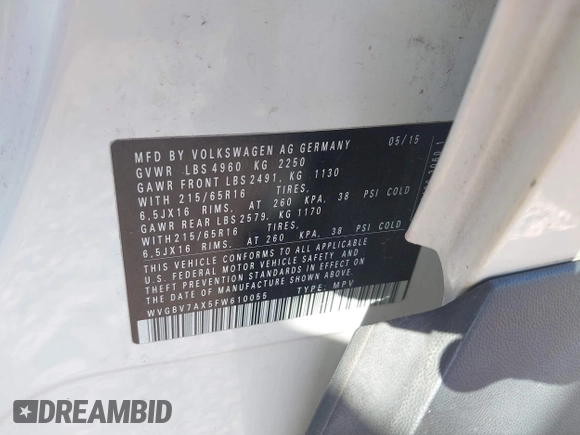 MFD BY VOLKSWAGEN AG GERMANY 05/15
GVWR LBS 4960 KG 2250
GAWR FRONT LBS 2491, KG 1130
WITH 215/65R16 TIRES.
6,5JX16 RIMS. AT 260 KPA. 38 PSI COLD
GAWR REAR LBS 2579, KG 1170
WITH 215/65R16 TIRES.
6,5JX16 RIMS. AT 260 KPA. 38 PSI COLD
THIS VEHICLE CONFORMS TO ALL APPLICABLE
U.S. FEDERAL MOTOR VEHICLE SAFETY AND
THEFT PREVENTION STANDARDS IN EFFECT
ON THE DATE OF MANUFACTURE SHOWN ABOVE.
WVGBV7AX5FW610055 TYPE: MPV
DREAMBID